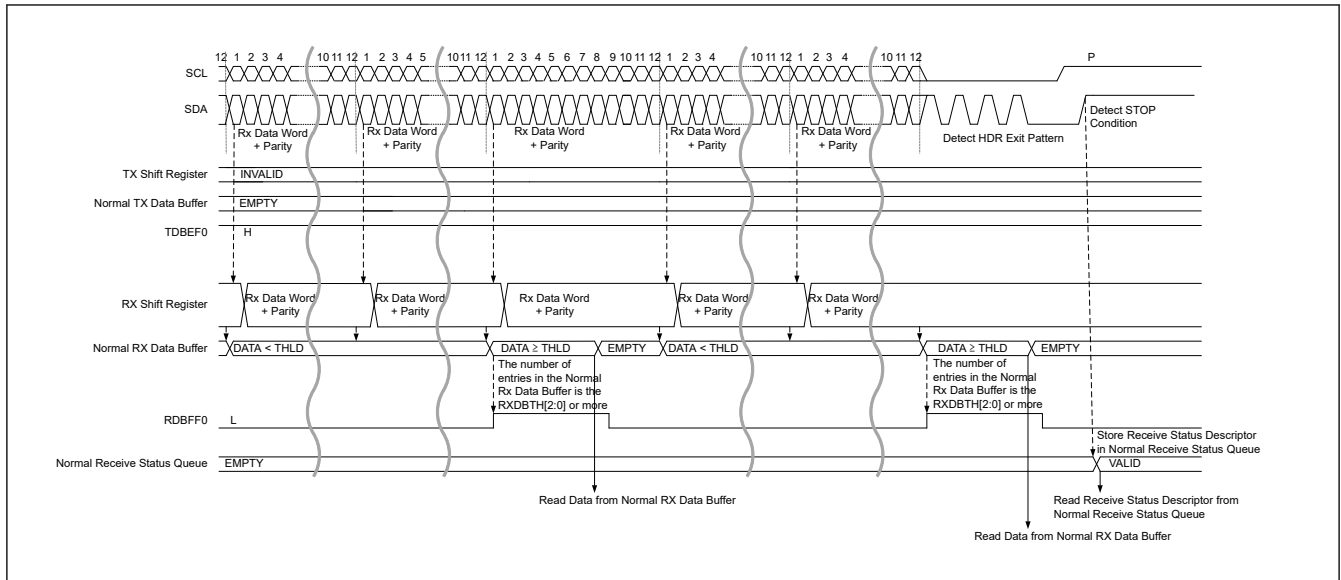 12 1 2 3 4 10 11 12 1 2 3 4 5 10 11 12 1 2 3 4 5 6 7 8 9 10 11 12 1 2 3 4 10 11 12 1 2 3 4 10 11 12 P
SCL
SDA
Detect STOP
Condition
Rx Data Word
+ Parity
Rx Data Word
+ Parity
Rx Data Word
+ Parity
Rx Data Word
+ Parity
Rx Data Word
+ Parity
Detect HDR Exit Pattern
TX Shift Register INVALID
Normal TX Data Buffer EMPTY
TDBEF0 H
RX Shift Register
Rx Data Word
+ Parity
Rx Data Word
+ Parity
Rx Data Word
+ Parity
Rx Data Word
+ Parity
Rx Data Word
+ Parity
Normal RX Data Buffer DATA < THLD DATA ≥ THLD EMPTY DATA < THLD DATA ≥ THLD EMPTY
The number of
entries in the Normal
Rx Data Buffer is the
RXDBTH[2:0] or more
The number of
entries in the Normal
Rx Data Buffer is the
RXDBTH[2:0] or more
RDBFF0 L
Store Receive Status Descriptor
in Normal Receive Status Queue
Normal Receive Status Queue EMPTY VALID
Read Data from Normal RX Data Buffer
Read Receive Status Descriptor from
Normal Receive Status Queue
Read Data from Normal RX Data Buffer